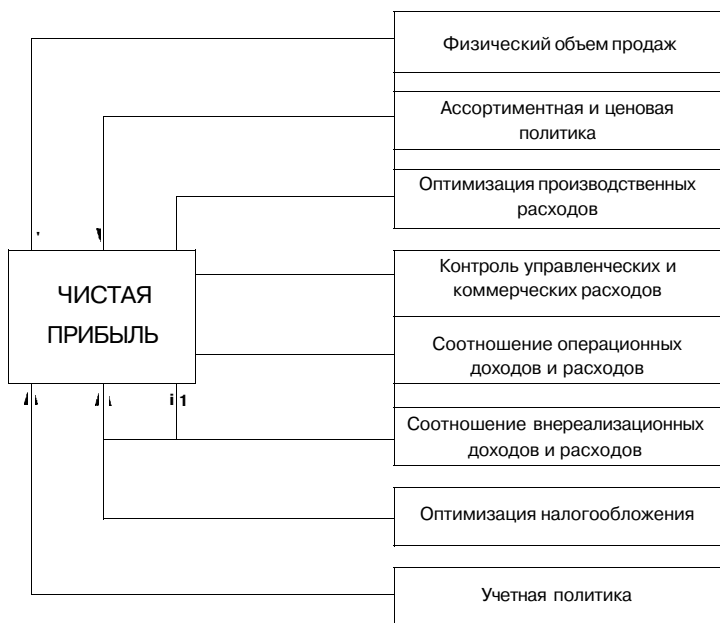 Физический объем продаж
Ассортиментная и ценовая
политика
Оптимизация производственных
расходов
ЧИСТАЯ
ПРИБЫЛЬ
Контроль управленческих и
коммерческих расходов
Соотношение операционных
доходов и расходов
Соотношение внереализационных
доходов и расходов
Оптимизация налогообложения
Учетная политика